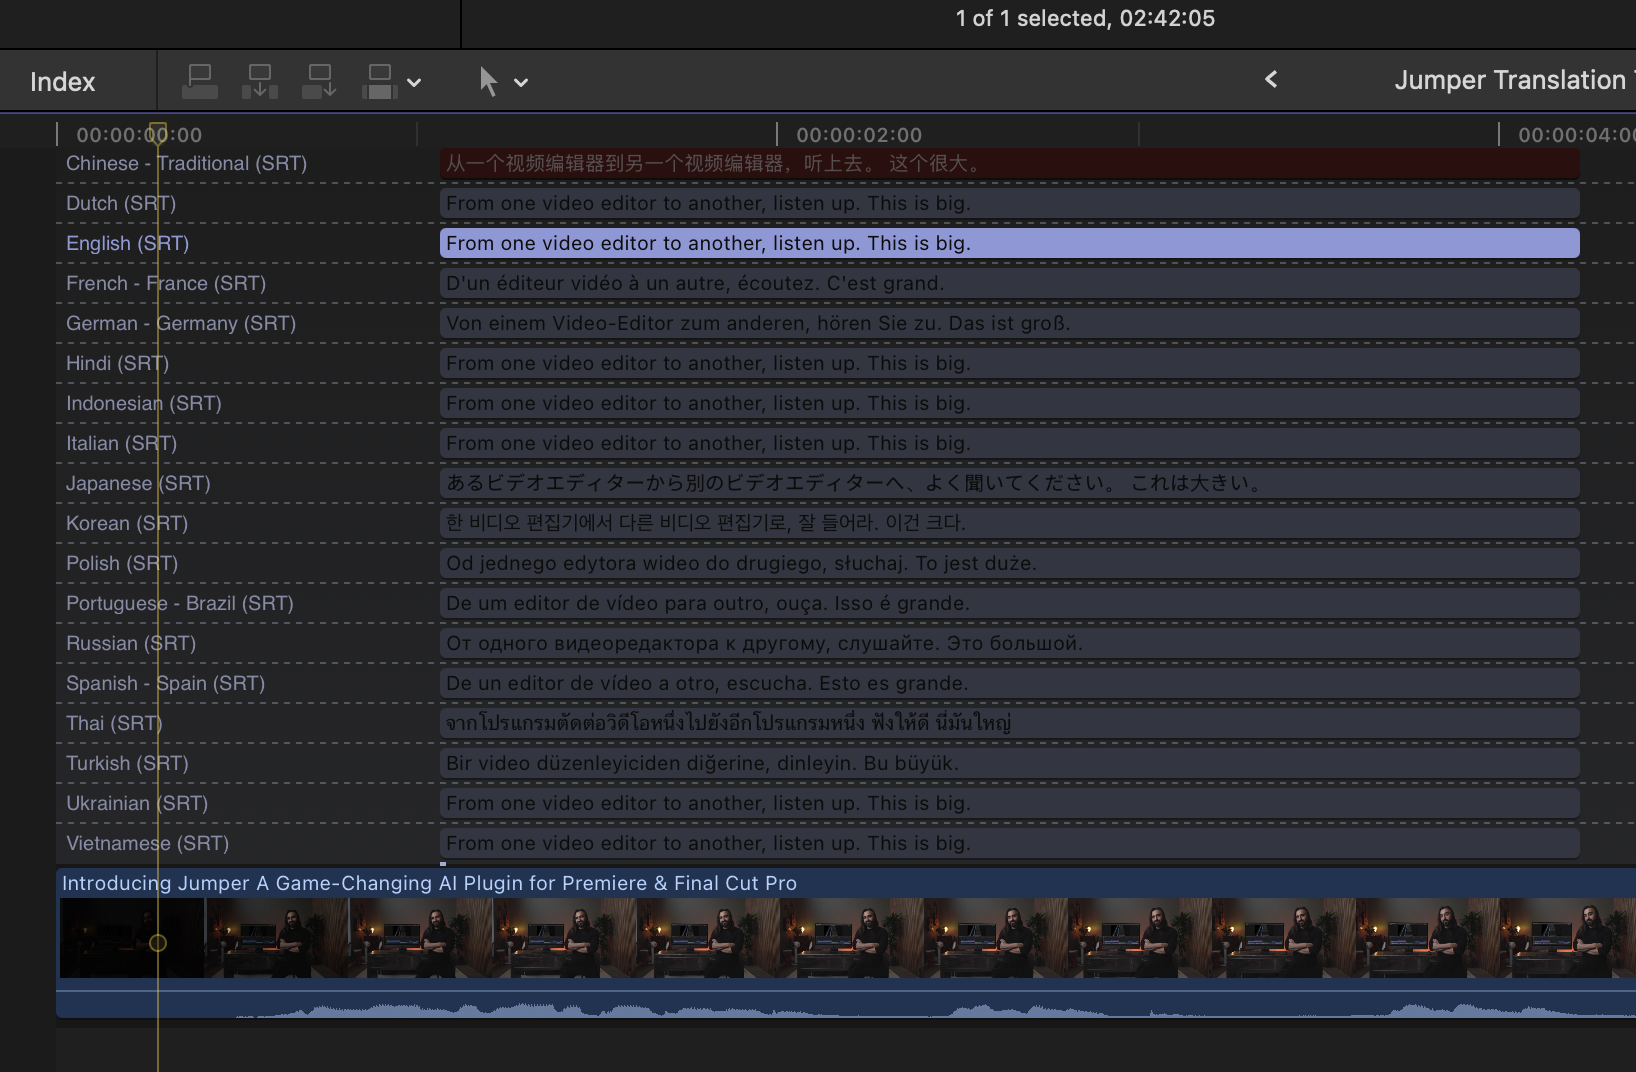 1 of 1 selected, 02:42:05
Index
Jumper Translation
00:00:00:00
00:00:02:00
00:00:04:0
Chinese - Traditional (SRT)
从一个视频编辑器到另一个视频编辑器，听上去。 这个很大。
Dutch (SRT)
From one video editor to another, listen up. This is big.
English (SRT)
From one video editor to another, listen up. This is big.
French - France (SRT)
D'un éditeur vidéo à un autre, écoutez. C'est grand.
German - Germany (SRT)
Von einem Video-Editor zum anderen, hören Sie zu. Das ist groß.
Hindi (SRT)
From one video editor to another, listen up. This is big.
Indonesian (SRT)
From one video editor to another, listen up. This is big.
Italian (SRT)
From one video editor to another, listen up. This is big.
Japanese (SRT)
あるビデオエディターから別のビデオエディターへ、よく聞いてください。 これは大きい。
Korean (SRT)
한 비디오 편집기에서 다른 비디오 편집기로, 잘 들어라. 이건 크다.
Polish (SRT)
Od jednego edytora wideo do drugiego, słuchaj. To jest duże.
Portuguese - Brazil (SRT)
De um editor de vídeo para outro, ouça. Isso é grande.
Russian (SRT)
От одного видеоредактора к другому, слушайте. Это большой.
Spanish - Spain (SRT)
De un editor de vídeo a otro, escucha. Esto es grande.
Thai (SRT)
จากโปรแกรมตัดต่อวิดีโอหนึ่งไปยังอีกโปรแกรมหนึ่ง ฟังให้ดี นี่มันใหญ่
Turkish (SRT)
Bir video düzenleyiciden diğerine, dinleyin. Bu büyük.
Ukrainian (SRT)
From one video editor to another, listen up. This is big.
Vietnamese (SRT)
From one video editor to another, listen up. This is big.
Introducing Jumper A Game-Changing AI Plugin for Premiere & Final Cut Pro